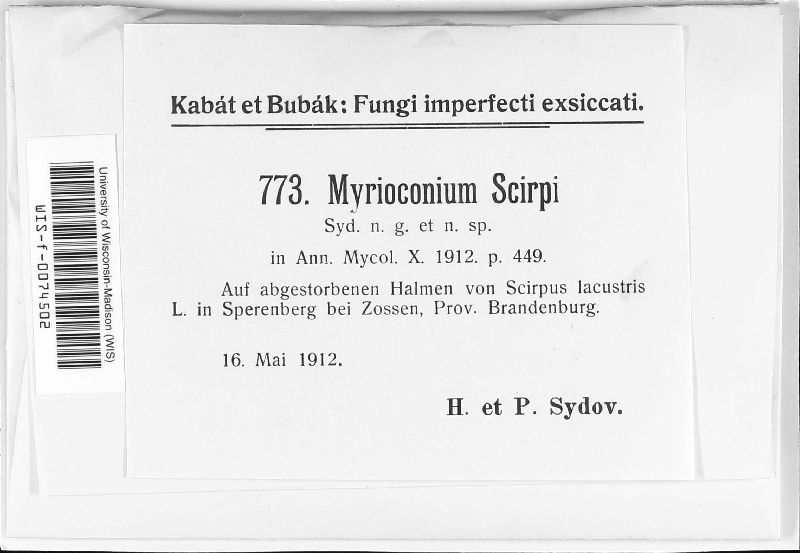 Kabát et Bubák: Fungi imperfecti exsiccati.
773. Myrioconium Scirpi
Syd. n. g. et n. sp.
in Ann. Mycol. X. 1912. p. 449.
Auf abgestorbenen Halmen von Scirpus lacustris
L. in Sperenberg bei Zossen, Prov. Brandenburg.
16. Mai 1912.
H. et P. Sydov.
University of Wisconsin-Madison (WIS)
WIS-f-0074502